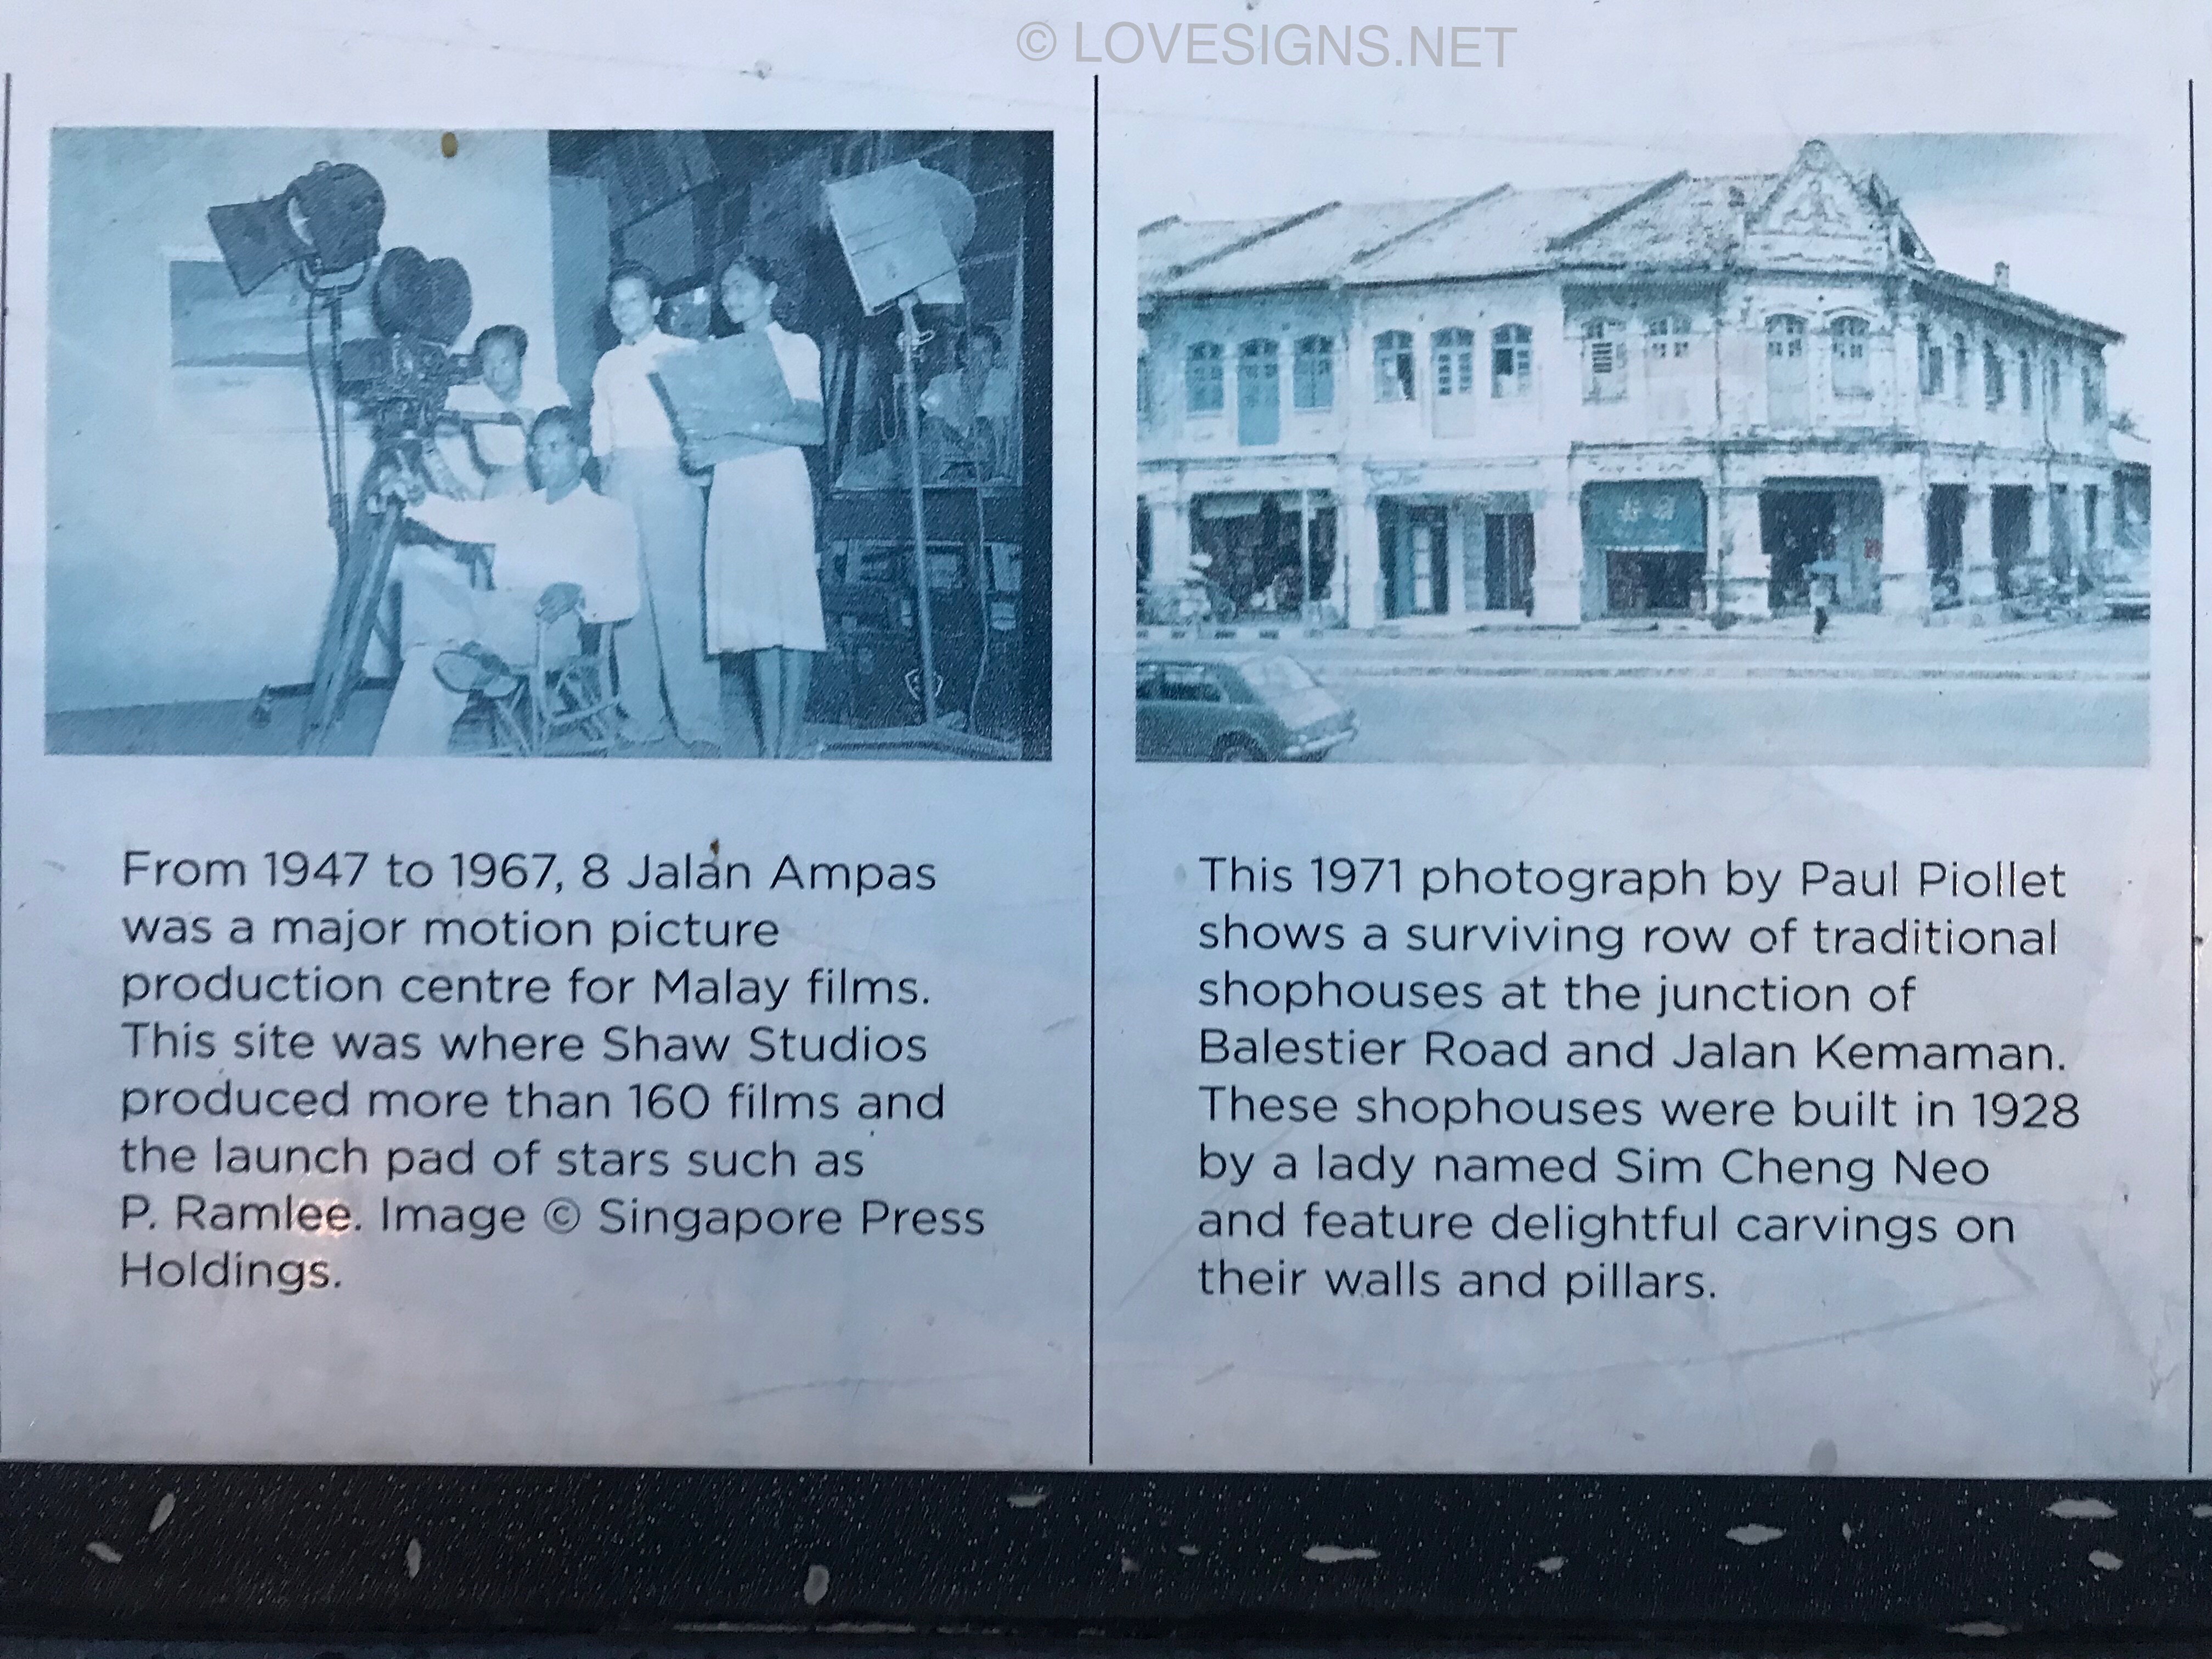 © LOVESIGNS.NET
From 1947 to 1967, 8 Jalan Ampas
was a major motion picture
production centre for Malay films.
This site was where Shaw Studios
produced more than 160 films and
the launch pad of stars such as
P. Ramlee. Image © Singapore Press
Holdings.
This 1971 photograph by Paul Piollet
shows a surviving row of traditional
shophouses at the junction of
Balestier Road and Jalan Kemaman.
These shophouses were built in 1928
by a lady named Sim Cheng Neo
and feature delightful carvings on
their walls and pillars.